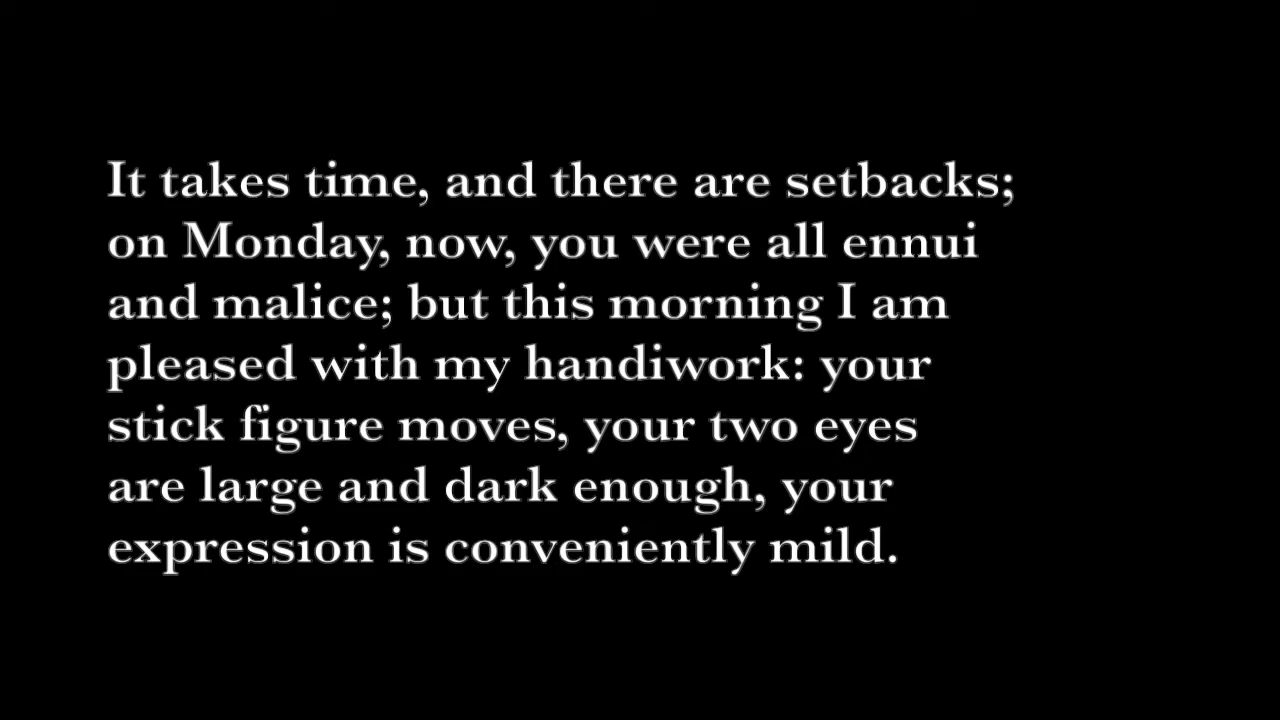 It takes time, and there are setbacks;
on Monday, now, you were all ennui
and malice; but this morning I am
pleased with my handiwork: your
stick figure moves, your two eyes
are large and dark enough, your
expression is conveniently mild.